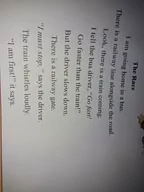 The Race
I am going home in a bus.
There is a railway line alongside the road.
Look, there is a train coming.
I tell the bus driver, "Go fast!
Go faster than the train!"
But the driver slows down.
There is a railway gate.
"I must stop," says the driver.
The train whistles loudly.
"I am first!" it says.